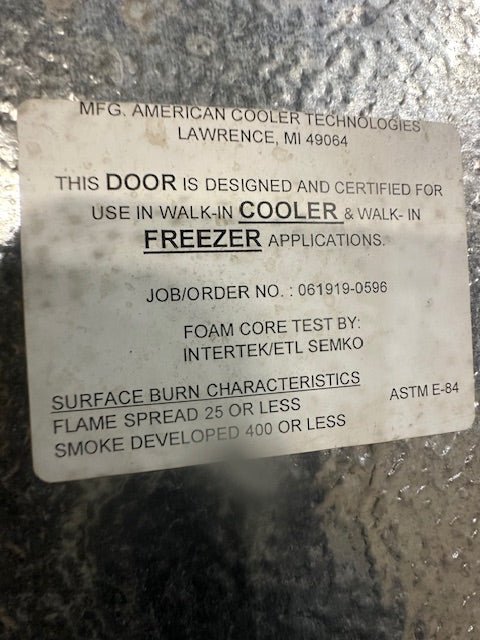 MFG. AMERICAN COOLER TECHNOLOGIES
LAWRENCE, MI 49064
THIS DOOR IS DESIGNED AND CERTIFIED FOR
USE IN WALK-IN COOLER & WALK- IN
FREEZER APPLICATIONS.
JOB/ORDER NO. : 061919-0596
FOAM CORE TEST BY:
INTERTEK/ETL SEMKO
SURFACE BURN CHARACTERISTICS
FLAME SPREAD 25 OR LESS ASTM E-84
SMOKE DEVELOPED 400 OR LESS